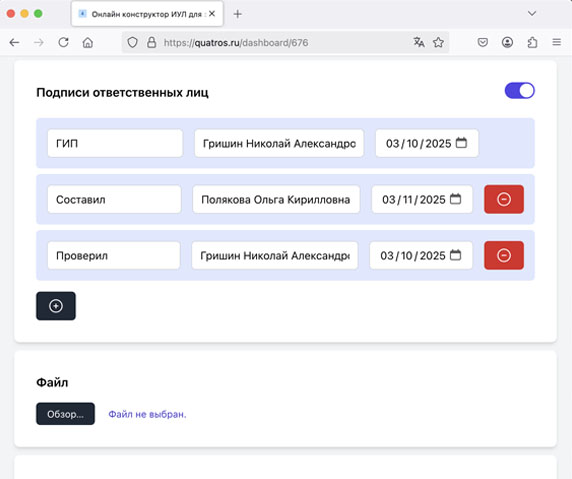 Онлайн конструктор ИУЛ для
https://quatros.ru/dashboard/676
Подписи ответственных лиц
ГИП Гришин Николай Александро 03/10/2025
Составил Полякова Ольга Кирилловна 03/11/2025
Проверил Гришин Николай Александр 03/10/2025
Файл
Обзор... Файл не выбран.